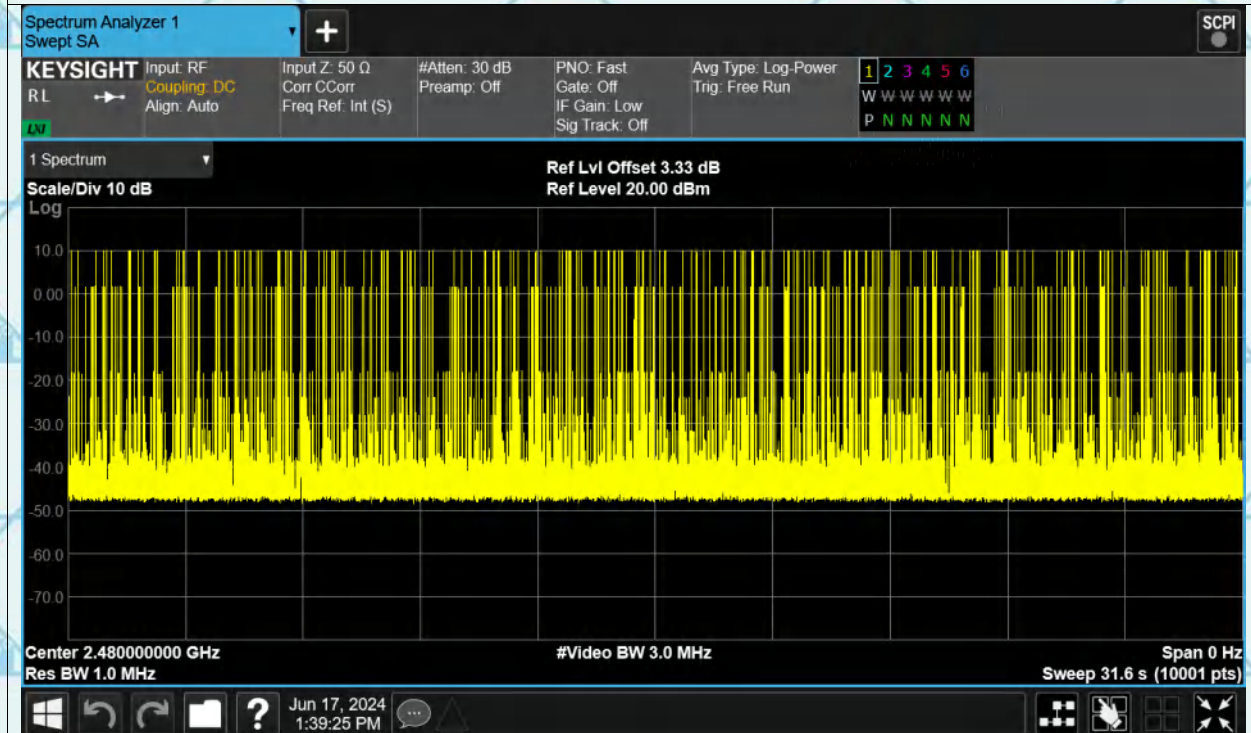 Spectrum Analyzer 1
Swept SA
+
SCPI
KEYSIGHT
RL
LXI
Input: RF
Coupling: DC
Align: Auto
Input Z: 50 Ω
Corr CCorr
Freq Ref: Int (S)
#Atten: 30 dB
Preamp: Off
PNO: Fast
Gate: Off
IF Gain: Low
Sig Track: Off
Avg Type: Log-Power
Trig: Free Run
1 2 3 4 5 6
W W W W W W
P N N N N N
1 Spectrum
Scale/Div 10 dB
Ref Lvl Offset 3.33 dB
Ref Level 20.00 dBm
Log
10.0
0.00
-10.0
-20.0
-30.0
-40.0
-50.0
-60.0
-70.0
Center 2.480000000 GHz
#Video BW 3.0 MHz
Span 0 Hz
Res BW 1.0 MHz
Sweep 31.6 s (10001 pts)
?
Jun 17, 2024
1:39:25 PM